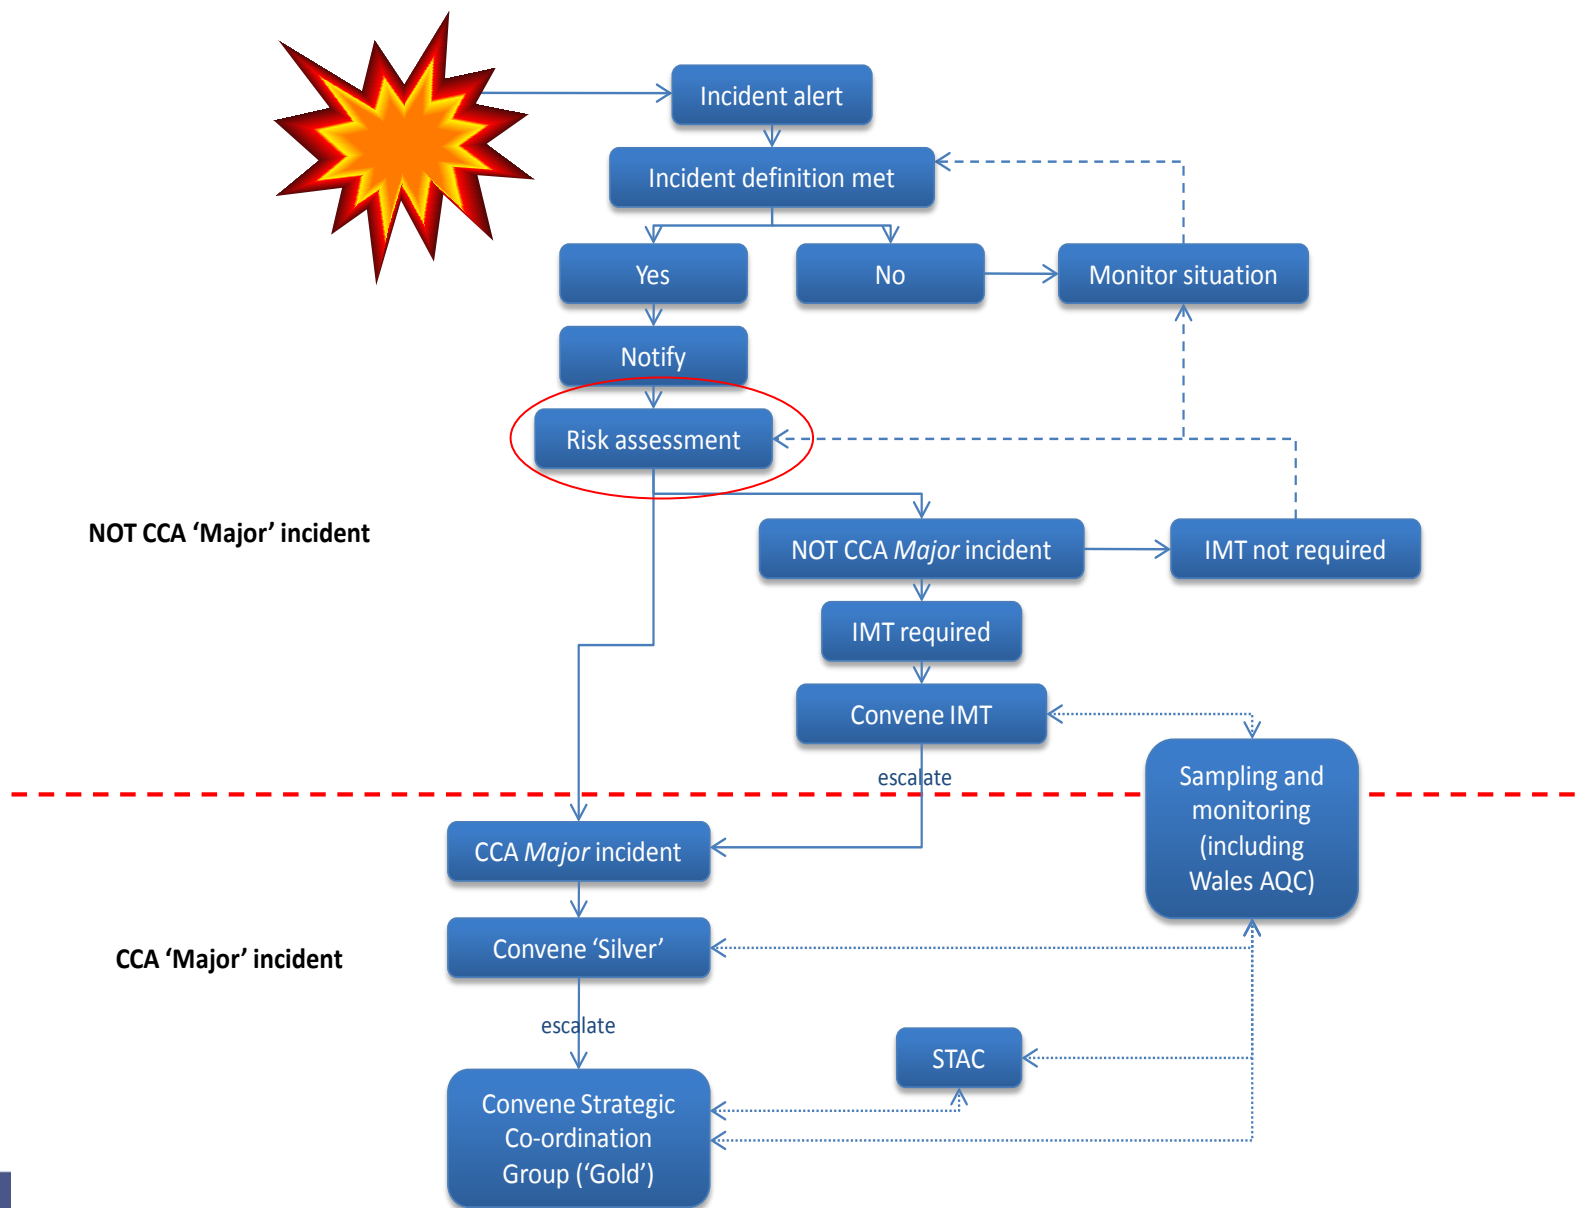 Incident alert
Incident definition met
Yes
No
Monitor situation
Notify
Risk assessment
NOT CCA ‘Major’ incident
NOT CCA Major incident
IMT not required
IMT required
Convene IMT
escalate
Sampling and
monitoring
(including
Wales AQC)
CCA Major incident
CCA ‘Major’ incident
Convene ‘Silver’
escalate
STAC
Convene Strategic
Co-ordination
Group (‘Gold’)